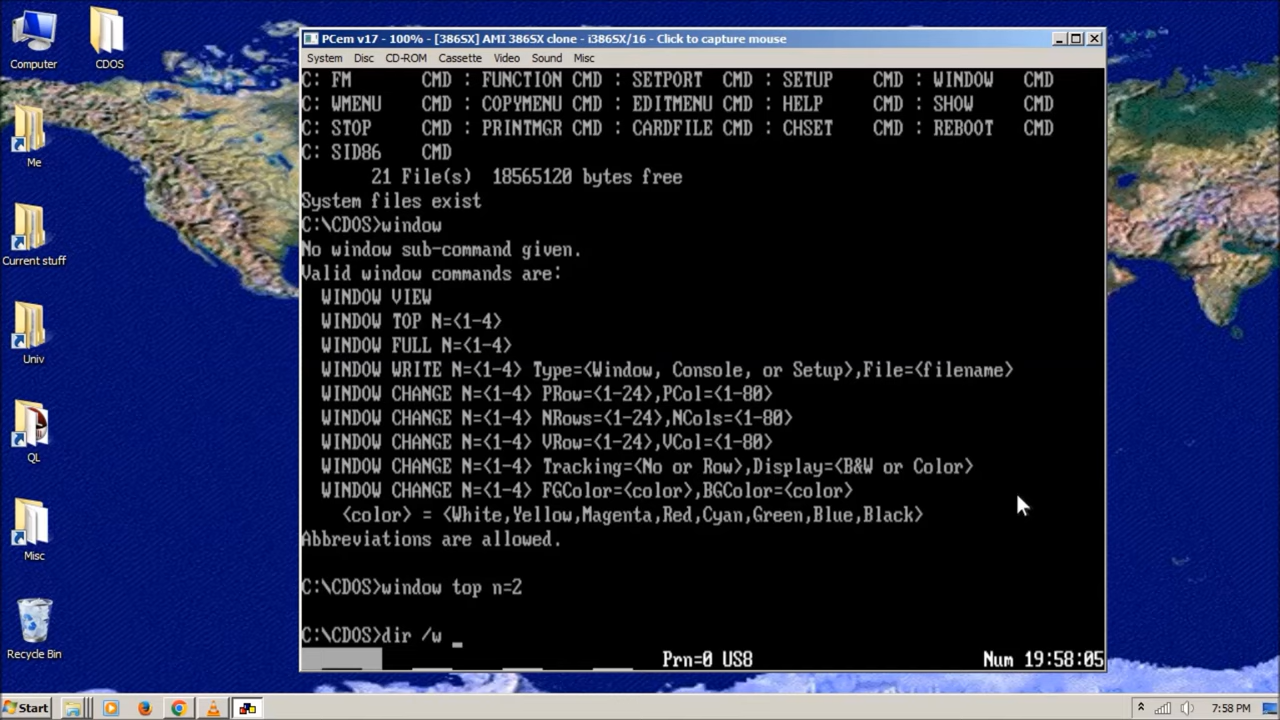 PCem v17 - 100% - [386SX] AMI 386SX clone - i386SX/16 - Click to capture mouse
System Disc CD-ROM Cassette Video Sound Misc
C: FM       CMD : FUNCTION CMD : SETPORT  CMD : SETUP    CMD : WINDOW   CMD
C: WMENU    CMD : COPYMENU CMD : EDITMENU CMD : HELP     CMD : SHOW     CMD
C: STOP     CMD : PRINTMGR CMD : CARDFILE CMD : CHSET    CMD : REBOOT   CMD
C: SID86    CMD
21 File(s)  18565120 bytes free
System files exist
C:\CDOS>window
No window sub-command given.
Valid window commands are:
WINDOW VIEW
WINDOW TOP N=<1-4>
WINDOW FULL N=<1-4>
WINDOW WRITE N=<1-4> Type=<Window, Console, or Setup>,File=<filename>
WINDOW CHANGE N=<1-4> PRow=<1-24>,PCol=<1-80>
WINDOW CHANGE N=<1-4> NRows=<1-24>,NCols=<1-80>
WINDOW CHANGE N=<1-4> VRow=<1-24>,VCol=<1-80>
WINDOW CHANGE N=<1-4> Tracking=<No or Row>,Display=<B&W or Color>
WINDOW CHANGE N=<1-4> FGColor=<color>,BGColor=<color>
<color> = <White,Yellow,Magenta,Red,Cyan,Green,Blue,Black>
Abbreviations are allowed.
C:\CDOS>window top n=2
C:\CDOS>dir /w _
Prn=0 US8 Num 19:58:05
Computer
CDOS
Me
Current stuff
Univ
QL
Misc
Recycle Bin
Start
7:58 PM